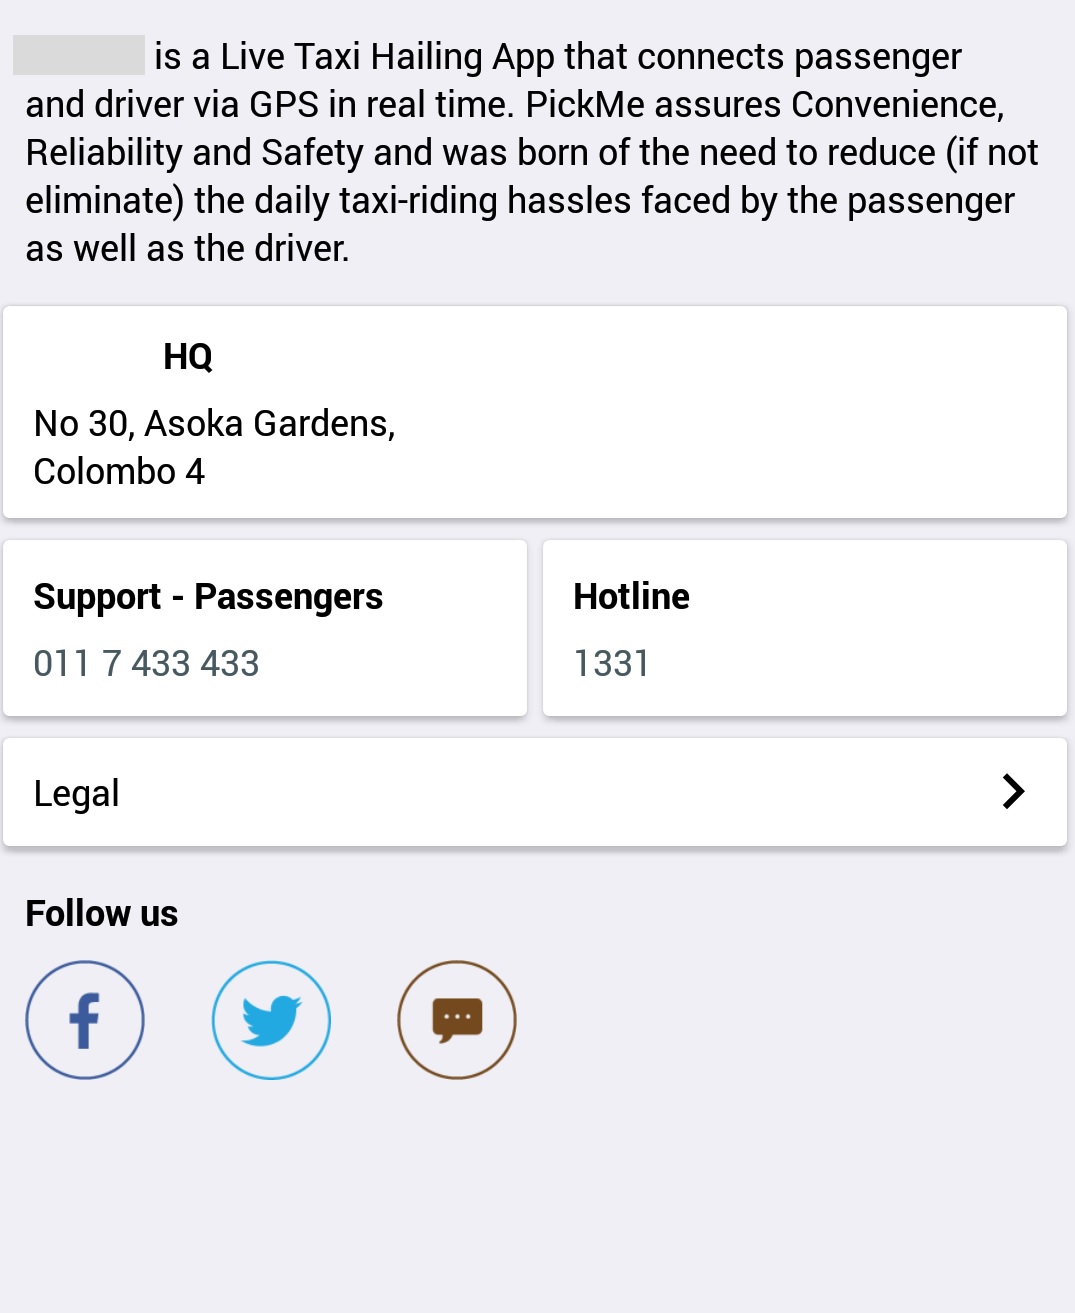 is a Live Taxi Hailing App that connects passenger
and driver via GPS in real time. PickMe assures Convenience,
Reliability and Safety and was born of the need to reduce (if not
eliminate) the daily taxi-riding hassles faced by the passenger
as well as the driver.
HQ
No 30, Asoka Gardens,
Colombo 4
Support - Passengers
011 7 433 433
Hotline
1331
Legal
Follow us